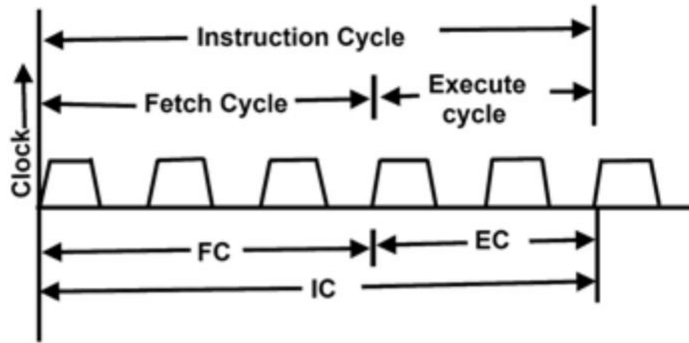 Instruction Cycle
Fetch Cycle
Execute
cycle
Clock
FC
EC
IC